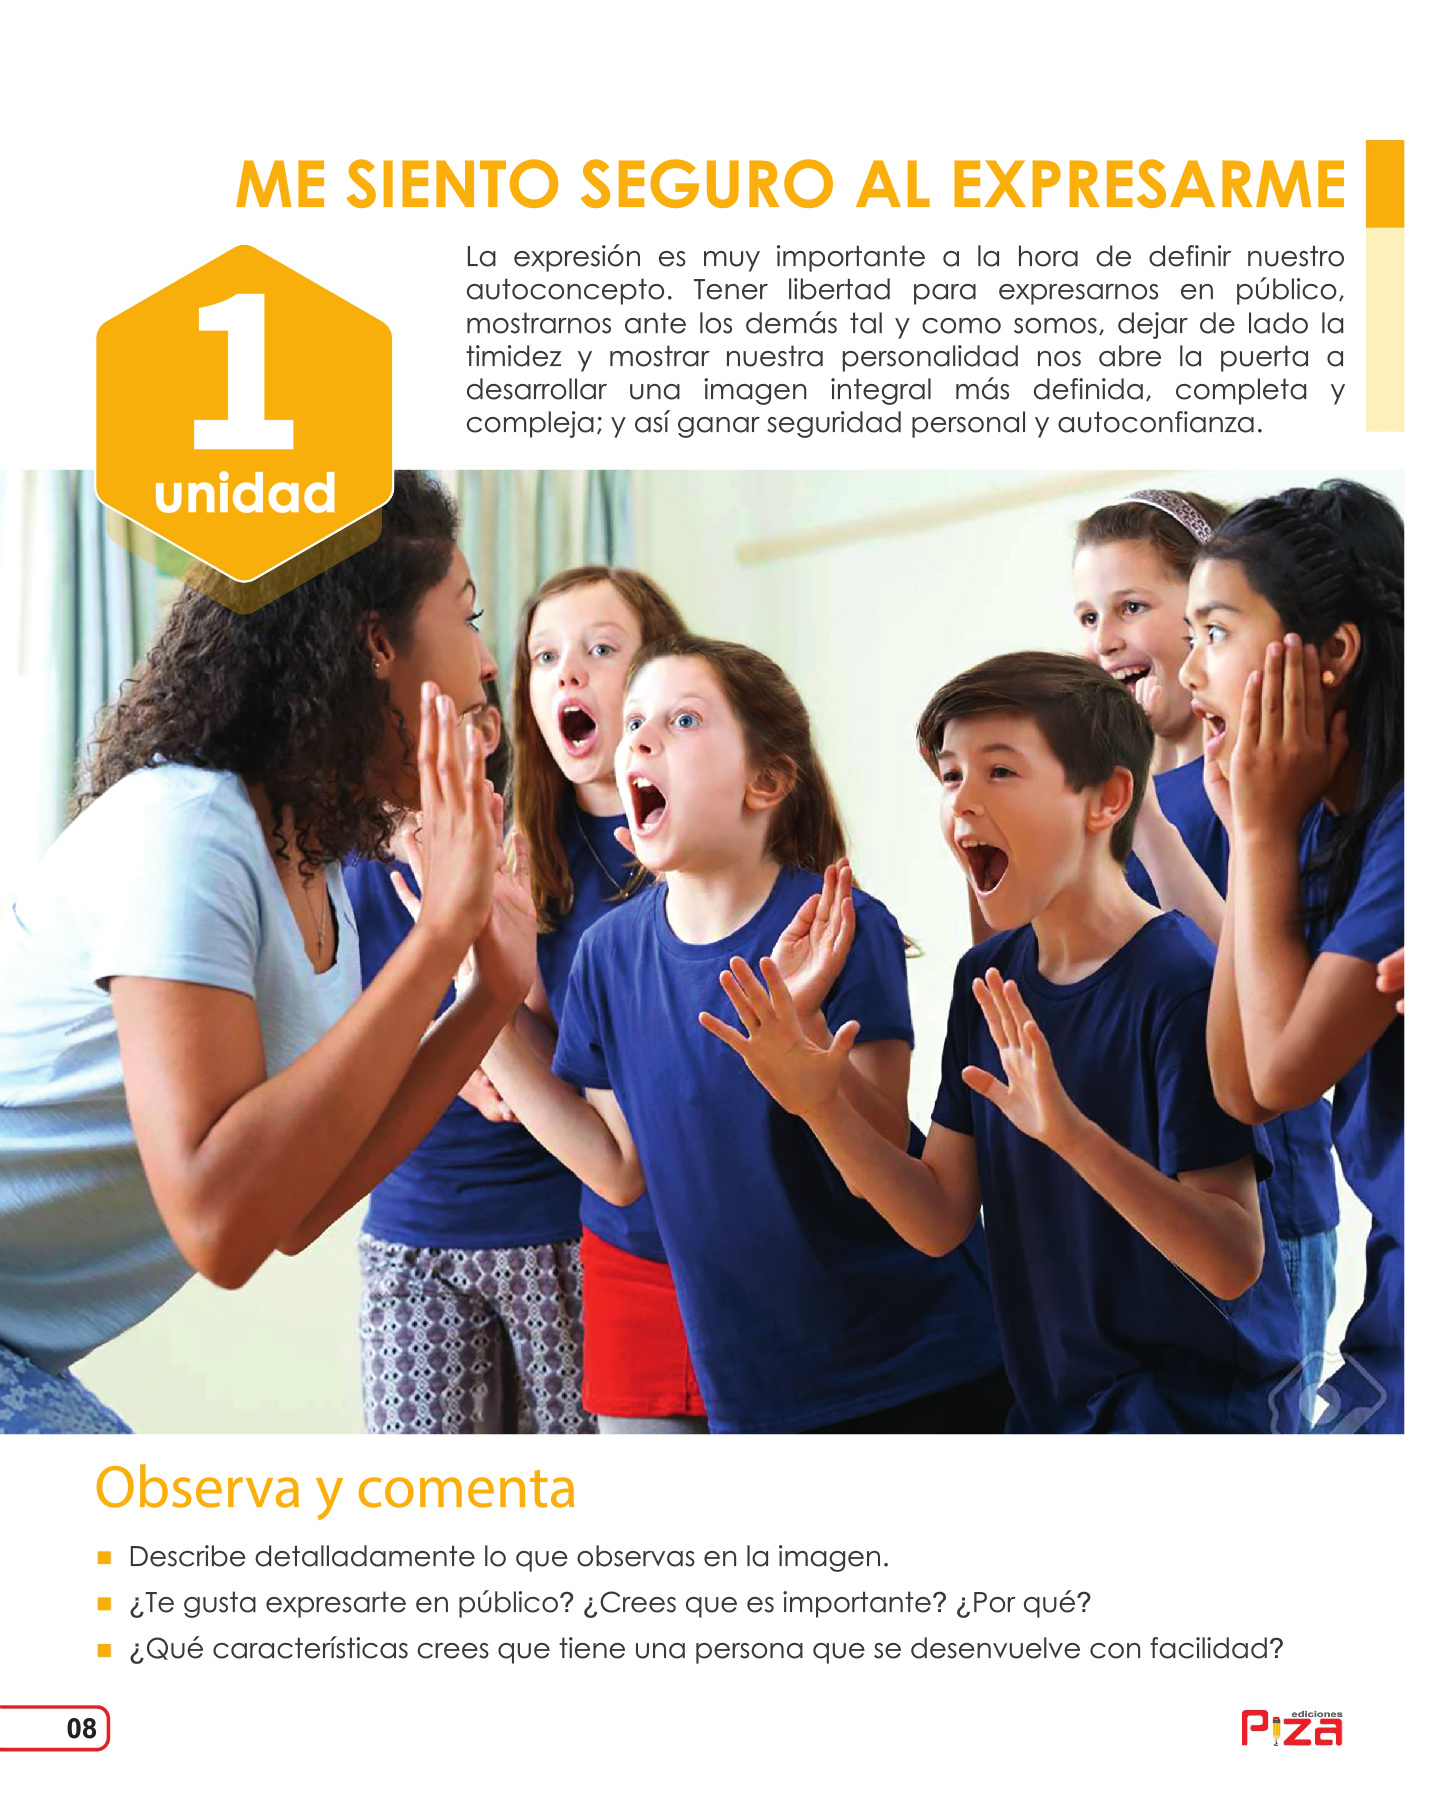 ME SIENTO SEGURO AL EXPRESARME
1
unidad
La expresión es muy importante a la hora de definir nuestro
autoconcepto. Tener libertad para expresarnos en público,
mostrarnos ante los demás tal y como somos, dejar de lado la
timidez y mostrar nuestra personalidad nos abre la puerta a
desarrollar una imagen integral más definida, completa y
compleja; y así ganar seguridad personal y autoconfianza.
Observa y comenta
Describe detalladamente lo que observas en la imagen.
¿Te gusta expresarte en público? ¿Crees que es importante? ¿Por qué?
¿Qué características crees que tiene una persona que se desenvuelve con facilidad?
08
ediciones
Piza